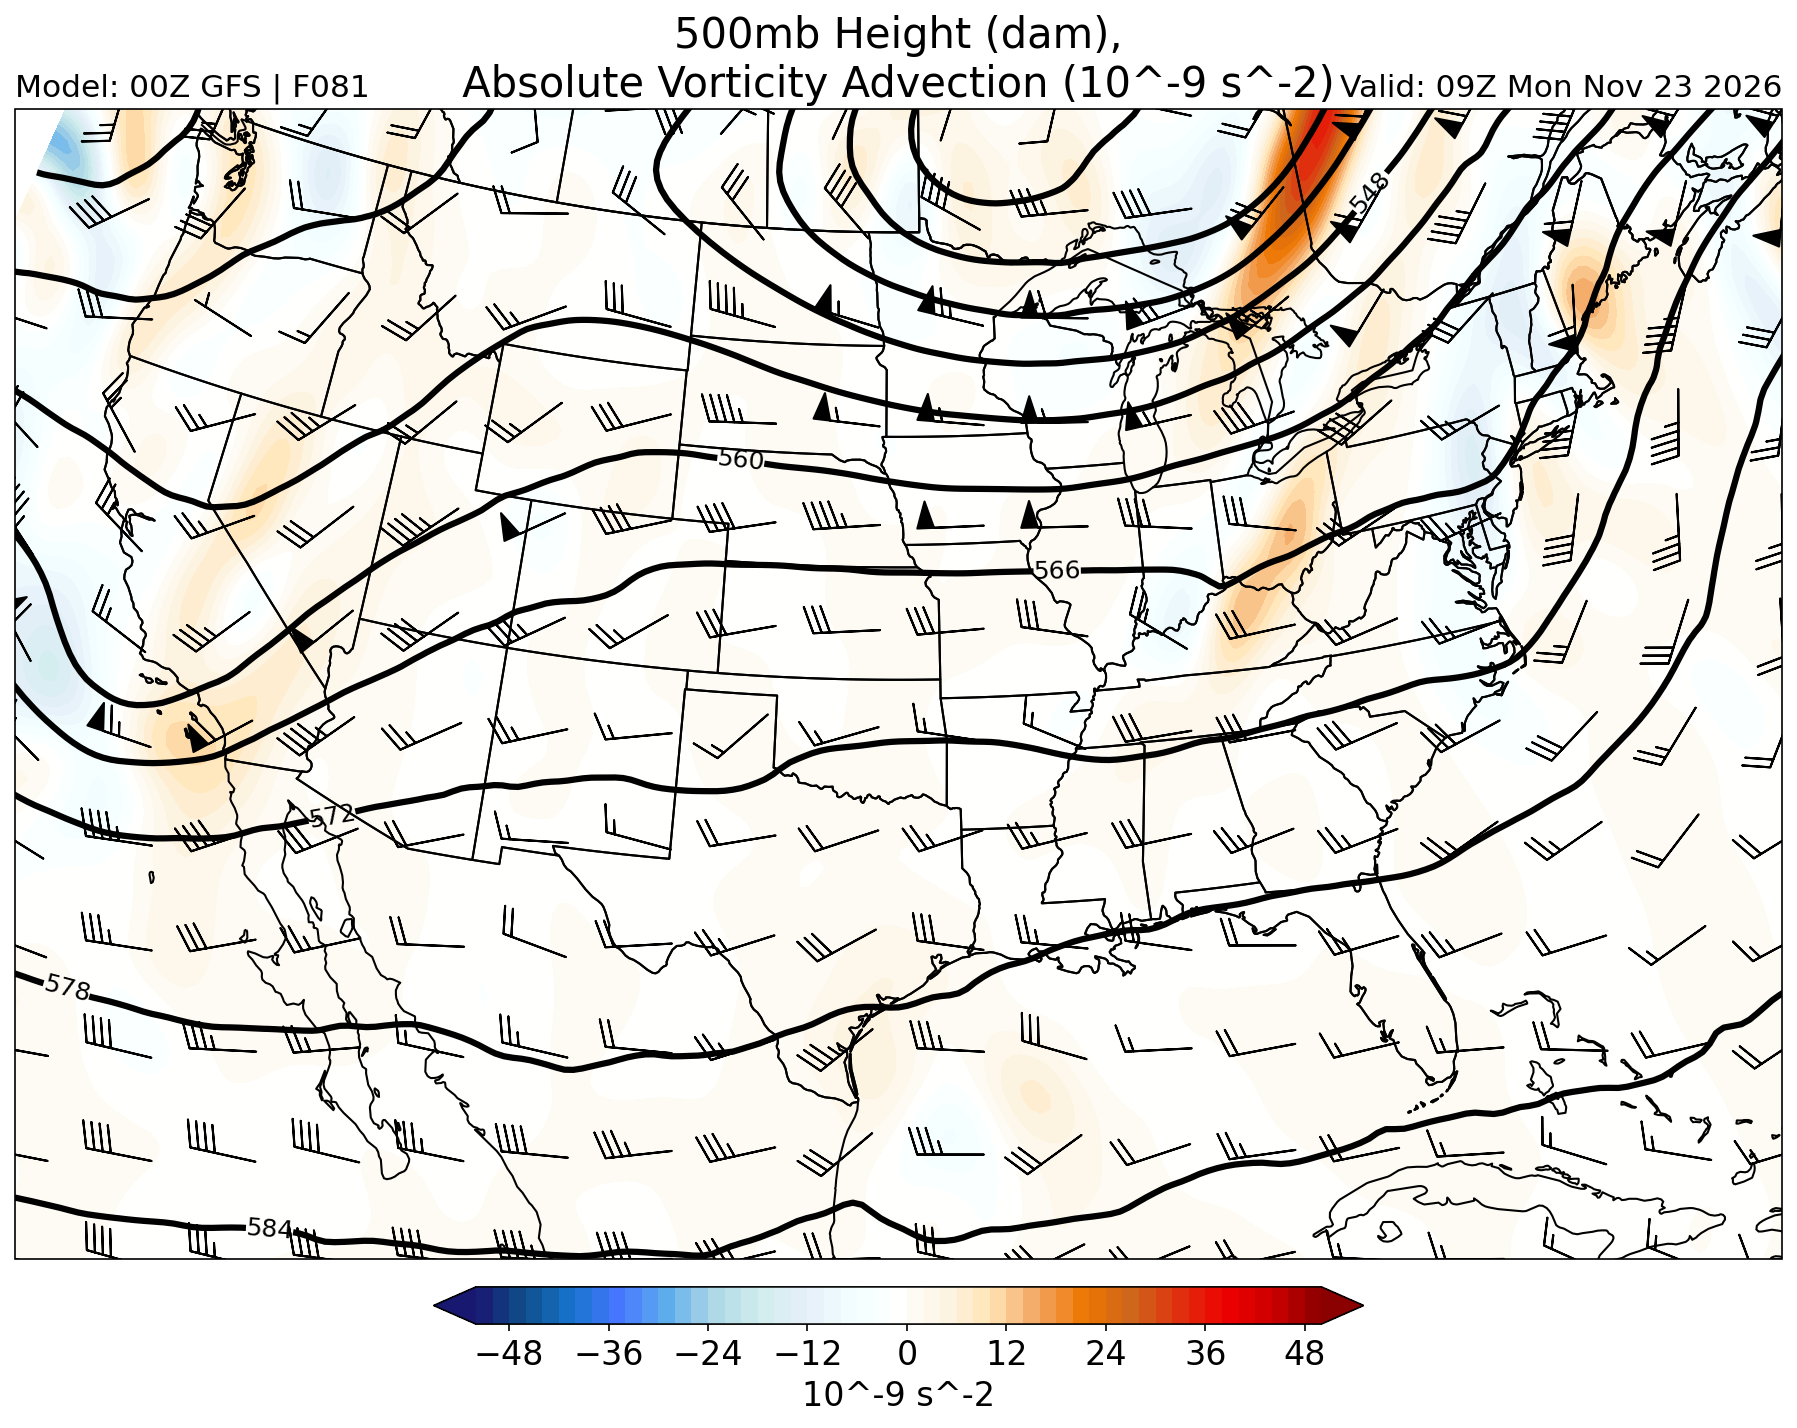 500mb Height (dam),
Model: 00Z GFS | F081
Absolute Vorticity Advection (10^-9 s^-2)
Valid: 09Z Mon Nov 23 2026
548
560
566
572
578
584
−48 −36 −24 −12 0 12 24 36 48
10^-9 s^-2